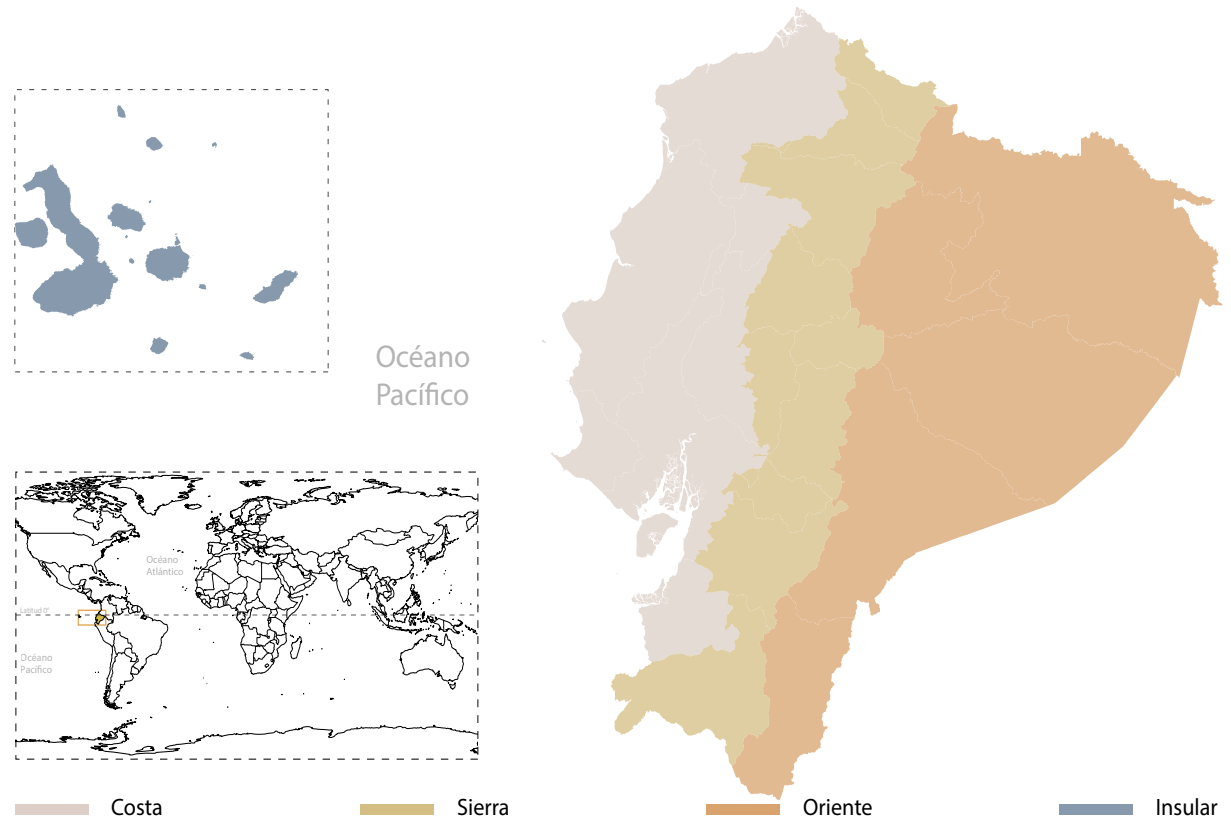 Océano
Pacífico
Océano
Atlántico
Latitud 0°
Océano
Pacífico
Costa
Sierra
Oriente
Insular